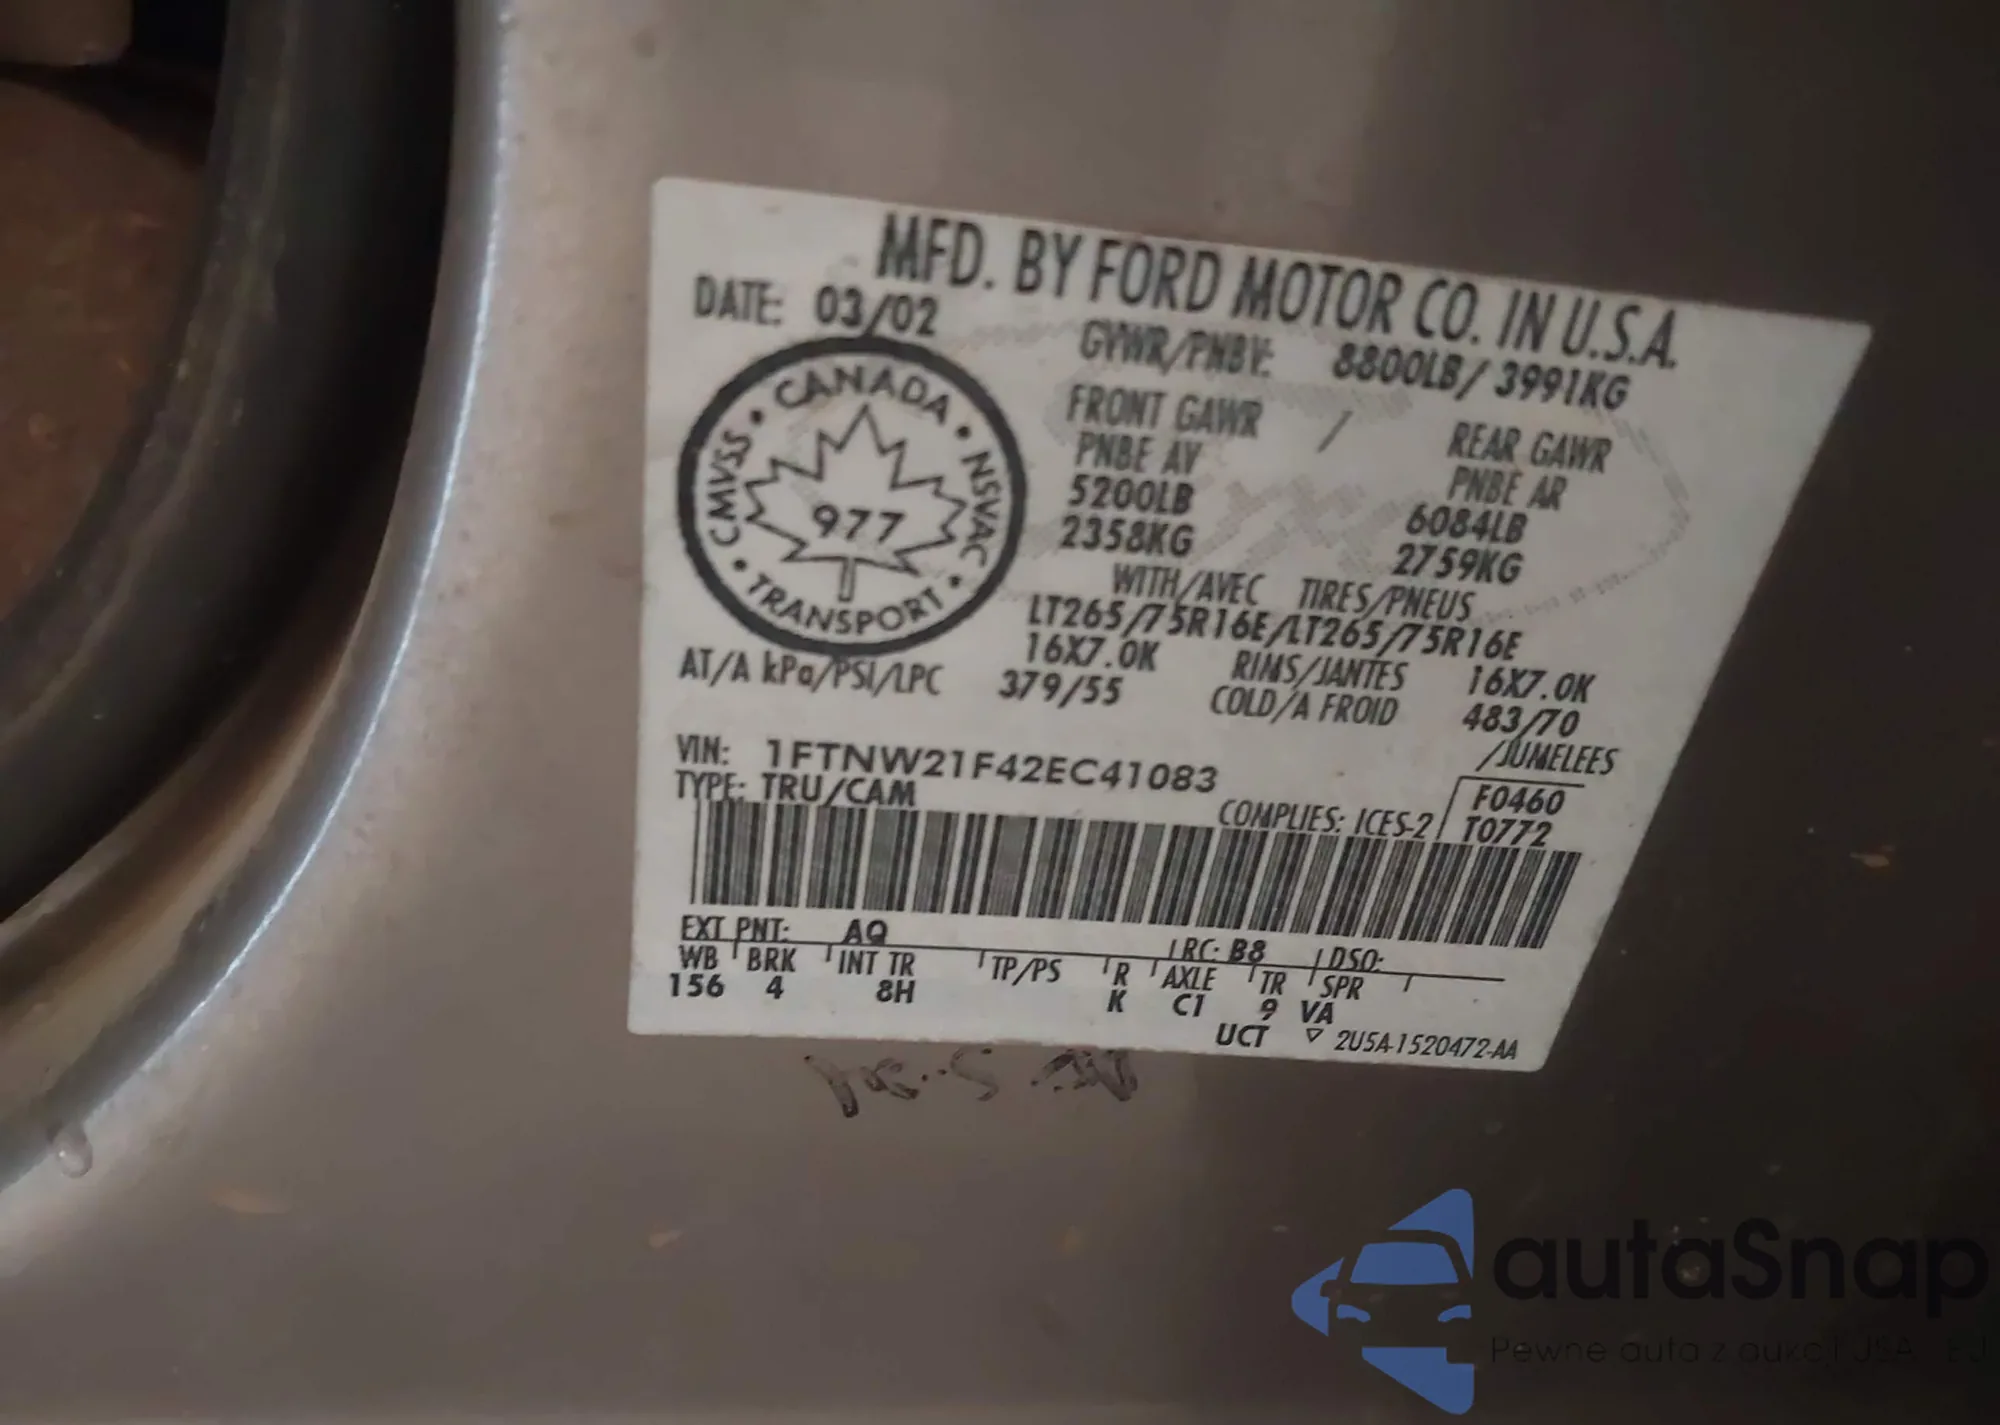 MFD. BY FORD MOTOR CO. IN U.S.A.
DATE: 03/02
GVWR/PNBV: 8800LB/ 3991KG
CANADA
CMVSS
NSVAC
977
TRANSPORT
FRONT GAWR / REAR GAWR
PNBE AV PNBE AR
5200LB 6084LB
2358KG 2759KG
WITH/AVEC TIRES/PNEUS
LT265/75R16E/LT265/75R16E
16X7.0K RIMS/JANTES 16X7.0K
AT/A kPa/PSI/LPC 379/55 COLD/A FROID 483/70
/JUMELEES
VIN: 1FTNW21F42EC41083
TYPE: TRU/CAM
COMPLIES: ICES-2
F0460
T0772
EXT PNT: AQ RC: B8 DSO:
WB BRK INT TR TP/PS R AXLE TR SPR
156 4 8H K C1 9 VA
UCT ▽ 2U5A-1520472-AA
autaSnap
Pewne auta z aukcji USA